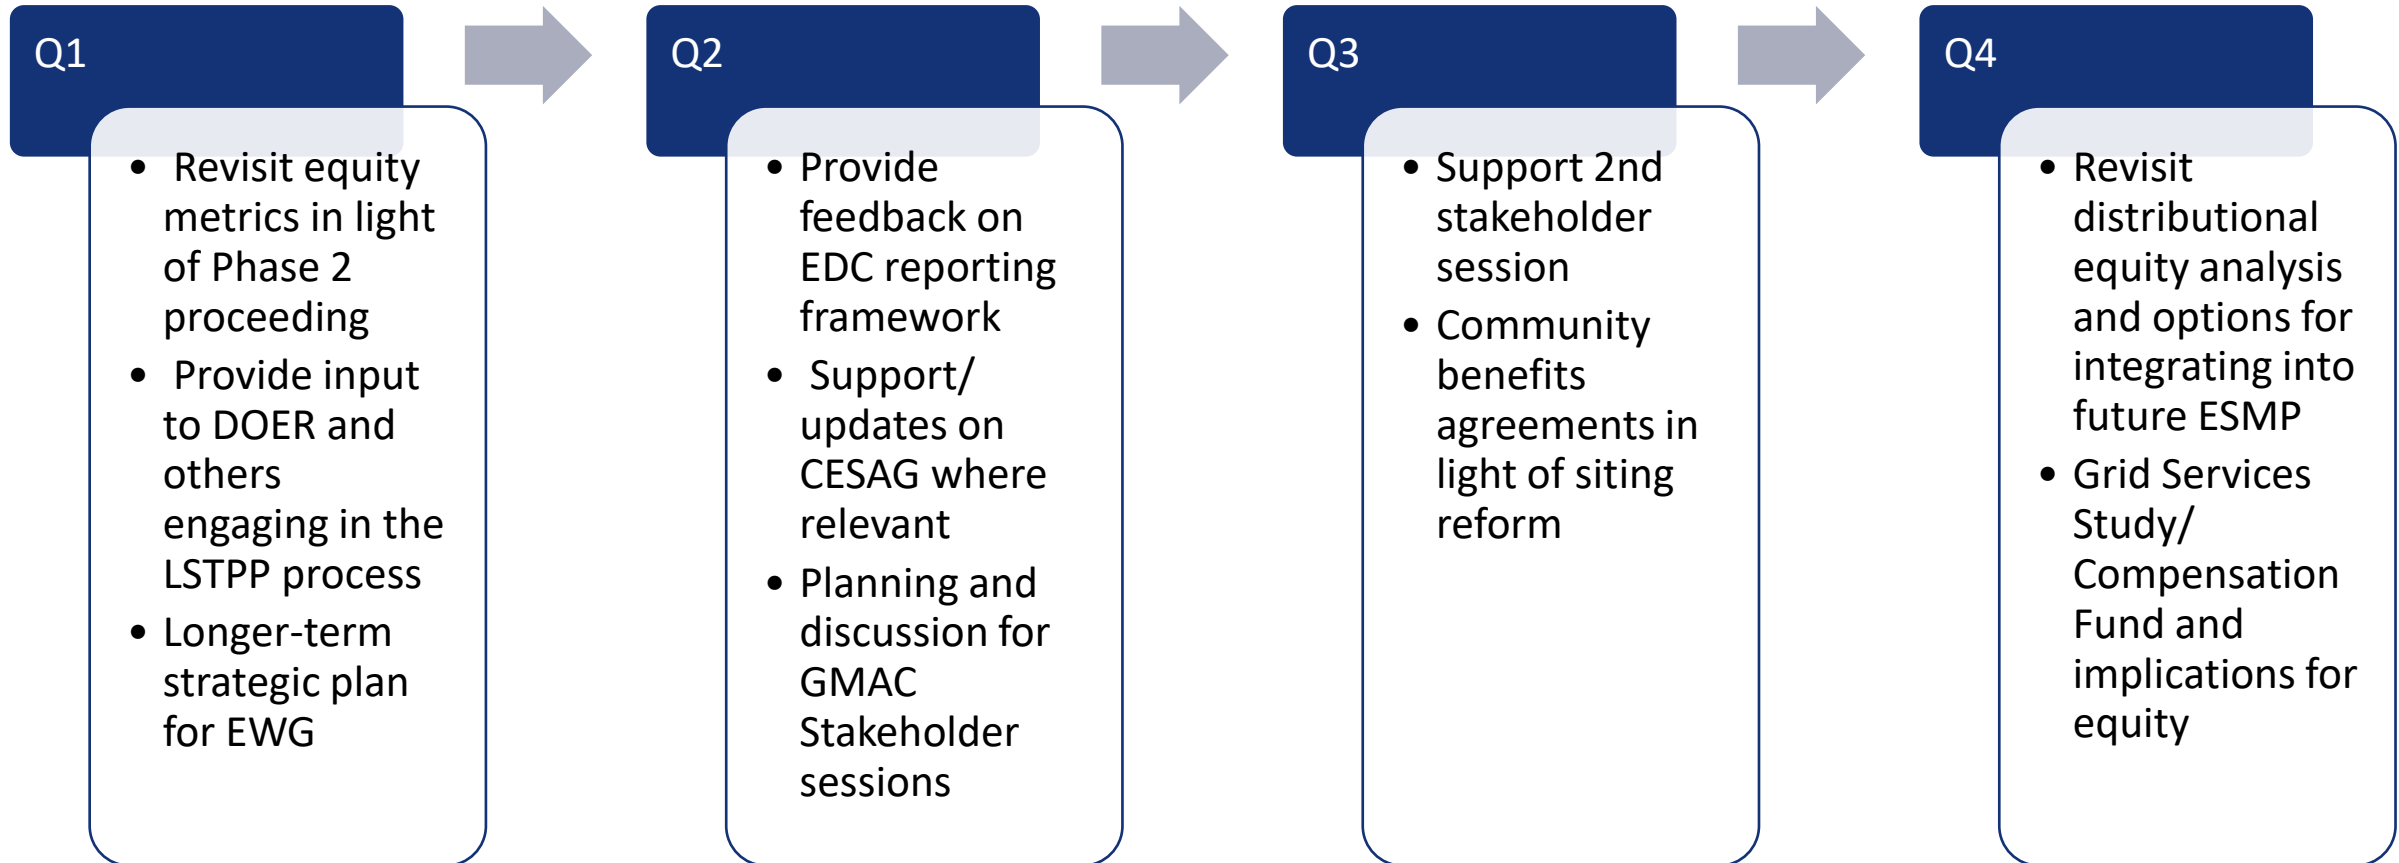 Q1
• Revisit equity
metrics in light
of Phase 2
proceeding
• Provide input
to DOER and
others
engaging in the
LSTPP process
• Longer-term
strategic plan
for EWG
Q2
• Provide
feedback on
EDC reporting
framework
• Support/
updates on
CESAG where
relevant
• Planning and
discussion for
GMAC
Stakeholder
sessions
Q3
• Support 2nd
stakeholder
session
• Community
benefits
agreements in
light of siting
reform
Q4
• Revisit
distributional
equity analysis
and options for
integrating into
future ESMP
• Grid Services
Study/
Compensation
Fund and
implications for
equity